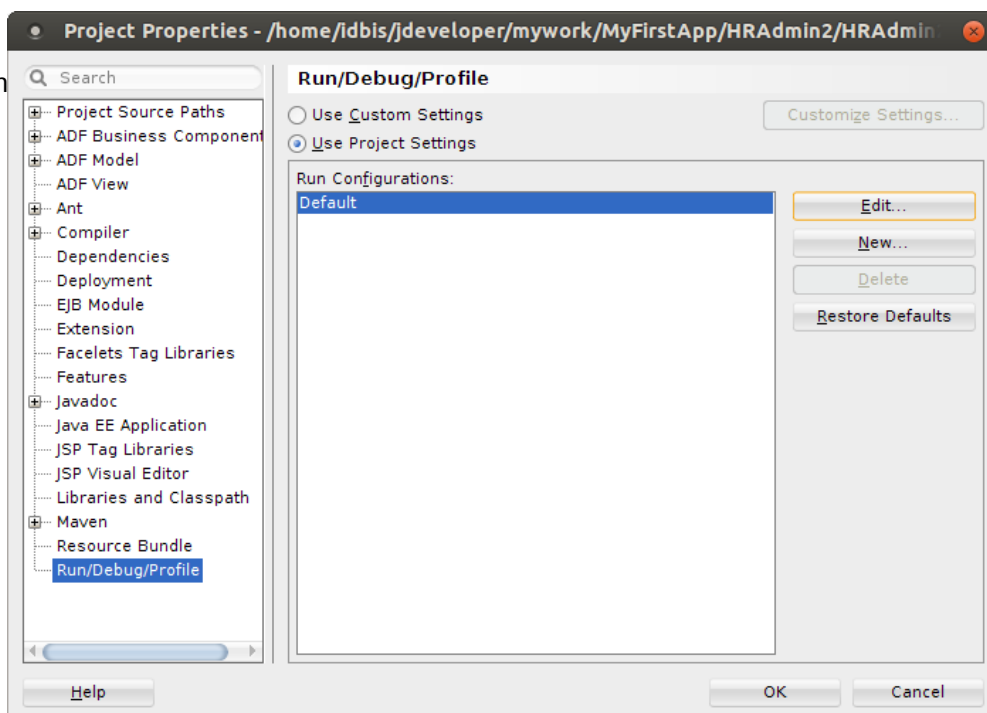 Project Properties - /home/idbis/jdeveloper/mywork/MyFirstApp/HRAdmin2/HRAdmin
n
Search
Project Source Paths
ADF Business Component
ADF Model
ADF View
Ant
Compiler
Dependencies
Deployment
EJB Module
Extension
Facelets Tag Libraries
Features
Javadoc
Java EE Application
JSP Tag Libraries
JSP Visual Editor
Libraries and Classpath
Maven
Resource Bundle
Run/Debug/Profile
Run/Debug/Profile
Use Custom Settings
Customize Settings...
Use Project Settings
Run Configurations:
Default
Edit...
New...
Delete
Restore Defaults
Help
OK
Cancel